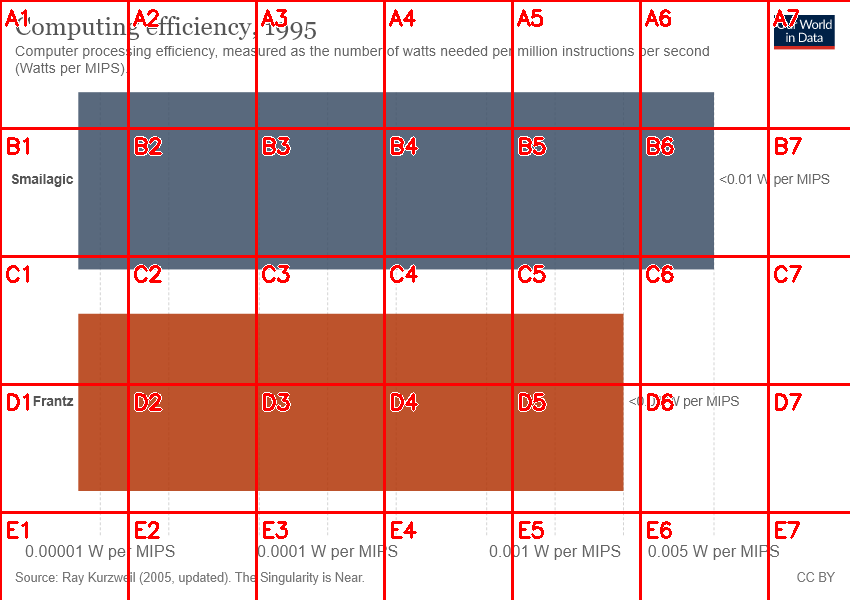 A1 A2 A3 A4 A5 A6 A7
Computing efficiency, 1995
Our World
in Data
Computer processing efficiency, measured as the number of watts needed per million instructions per second
(Watts per MIPS).
B1 B2 B3 B4 B5 B6 B7
Smailagic
<0.01 W per MIPS
C1 C2 C3 C4 C5 C6 C7
D1 D2 D3 D4 D5 D6 D7
Frantz
W per MIPS
E1 E2 E3 E4 E5 E6 E7
0.00001 W per MIPS
0.0001 W per MIPS
0.001 W per MIPS
0.005 W per MIPS
Source: Ray Kurzweil (2005, updated). The Singularity is Near.
CC BY